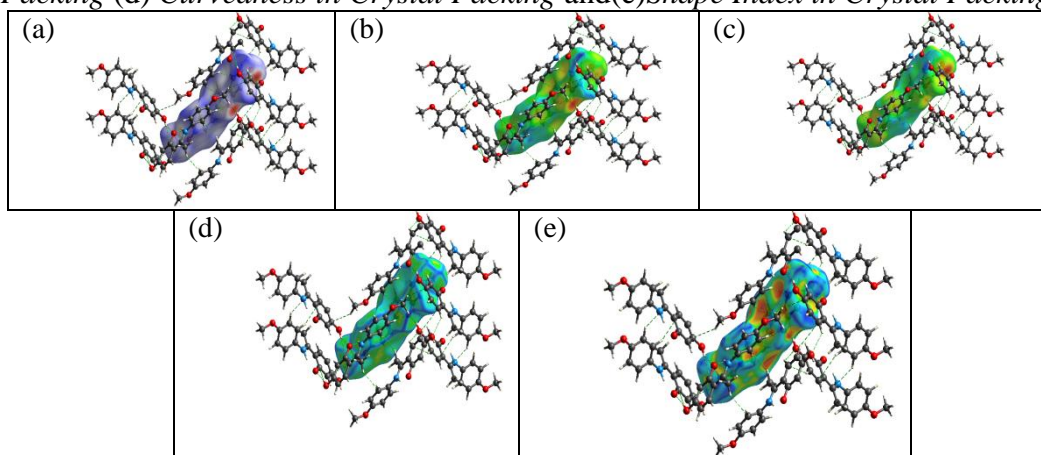 Packing (d) Curvedness in Crystal Packing and(e)Shape Index in Crystal Packing
(a) (b) (c)
(d) (e)